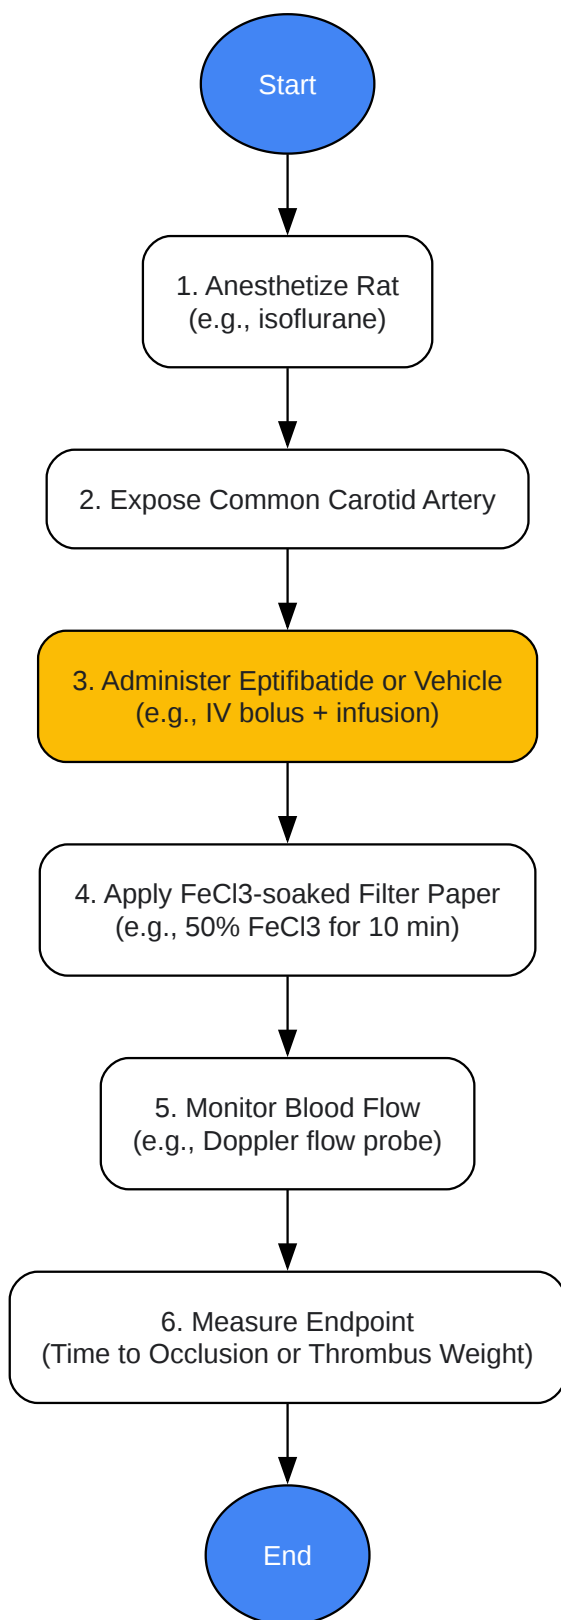 Start
1. Anesthetize Rat
(e.g., isoflurane)
2. Expose Common Carotid Artery
3. Administer Eptifibatide or Vehicle
(e.g., IV bolus + infusion)
4. Apply FeCl3-soaked Filter Paper
(e.g., 50% FeCl3 for 10 min)
5. Monitor Blood Flow
(e.g., Doppler flow probe)
6. Measure Endpoint
(Time to Occlusion or Thrombus Weight)
End